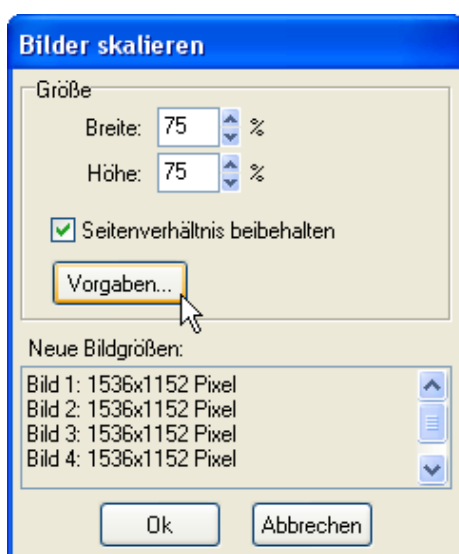 Bilder skalieren
Größe
Breite: 75 %
Höhe: 75 %
Seitenverhältnis beibehalten
Vorgaben...
Neue Bildgrößen:
Bild 1: 1536x1152 Pixel
Bild 2: 1536x1152 Pixel
Bild 3: 1536x1152 Pixel
Bild 4: 1536x1152 Pixel
Ok Abbrechen